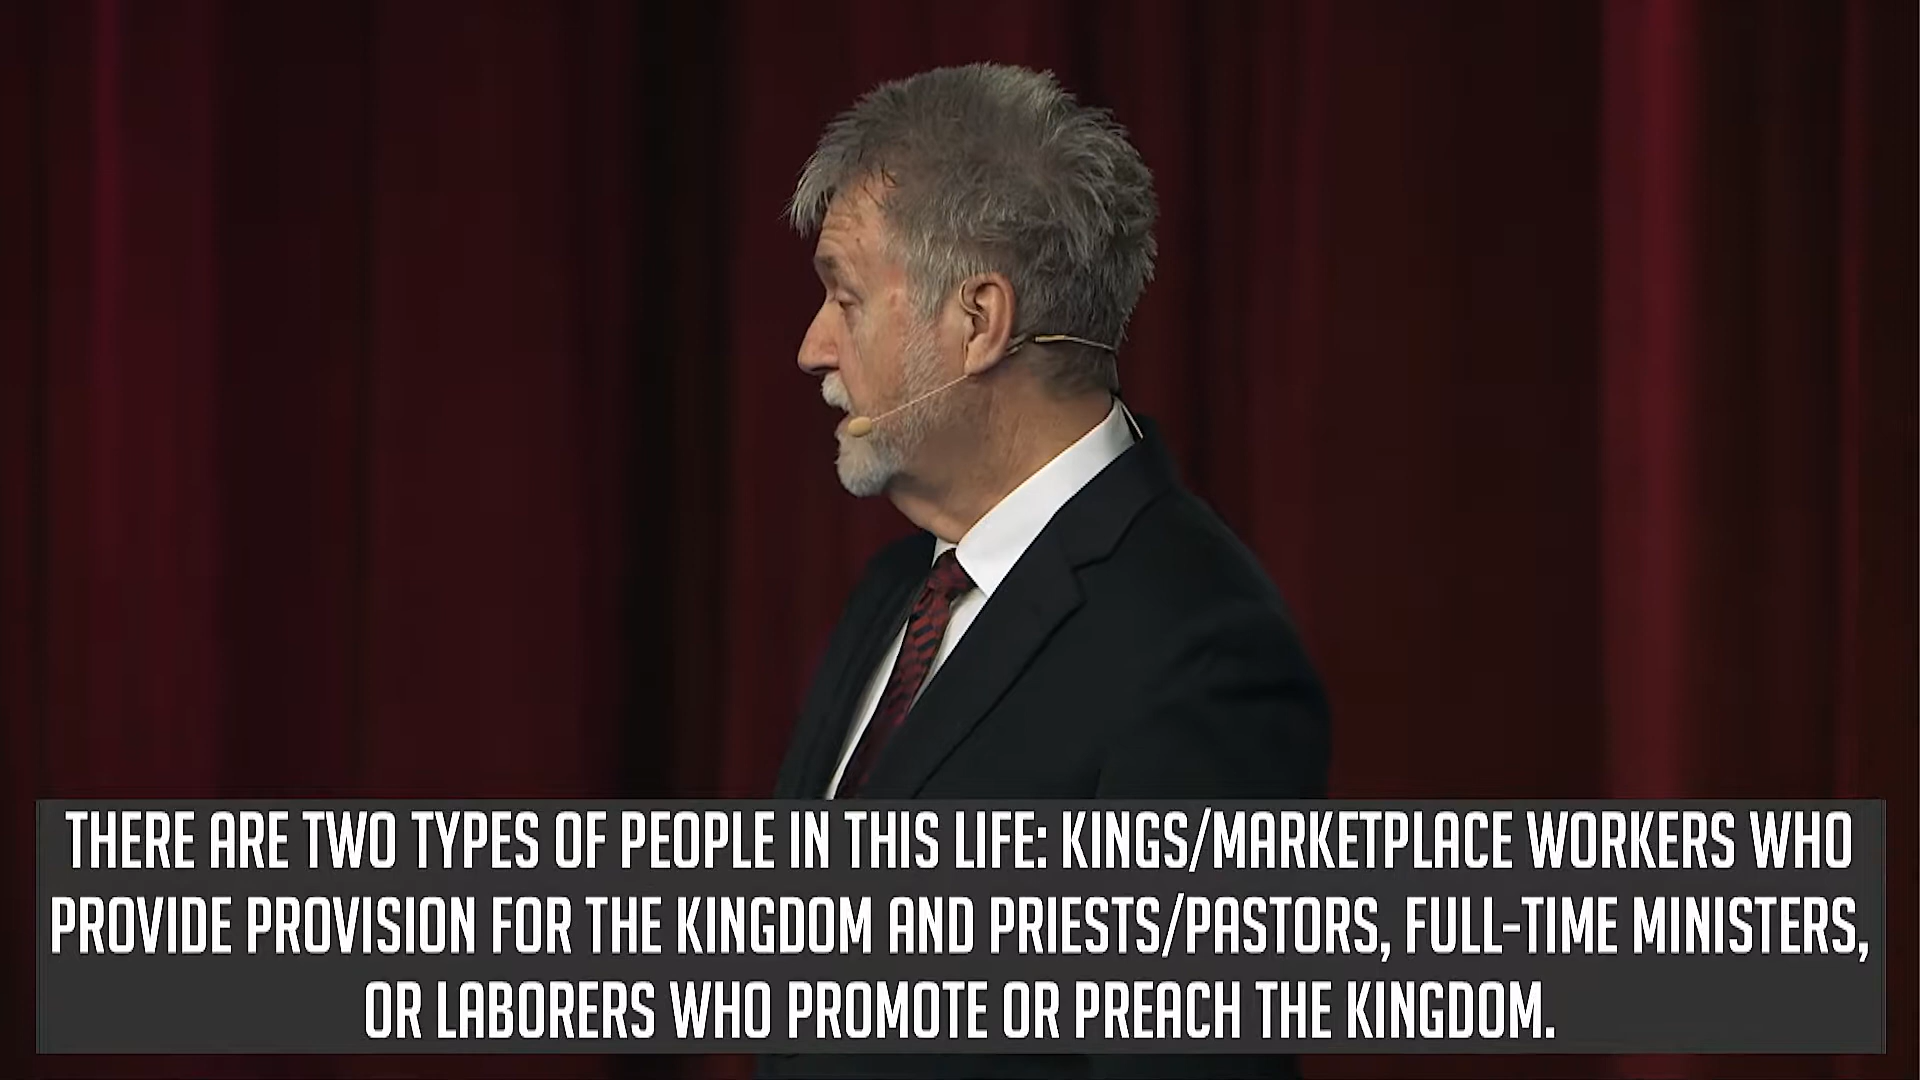 THERE ARE TWO TYPES OF PEOPLE IN THIS LIFE: KINGS/MARKETPLACE WORKERS WHO
PROVIDE PROVISION FOR THE KINGDOM AND PRIESTS/PASTORS, FULL-TIME MINISTERS,
OR LABORERS WHO PROMOTE OR PREACH THE KINGDOM.